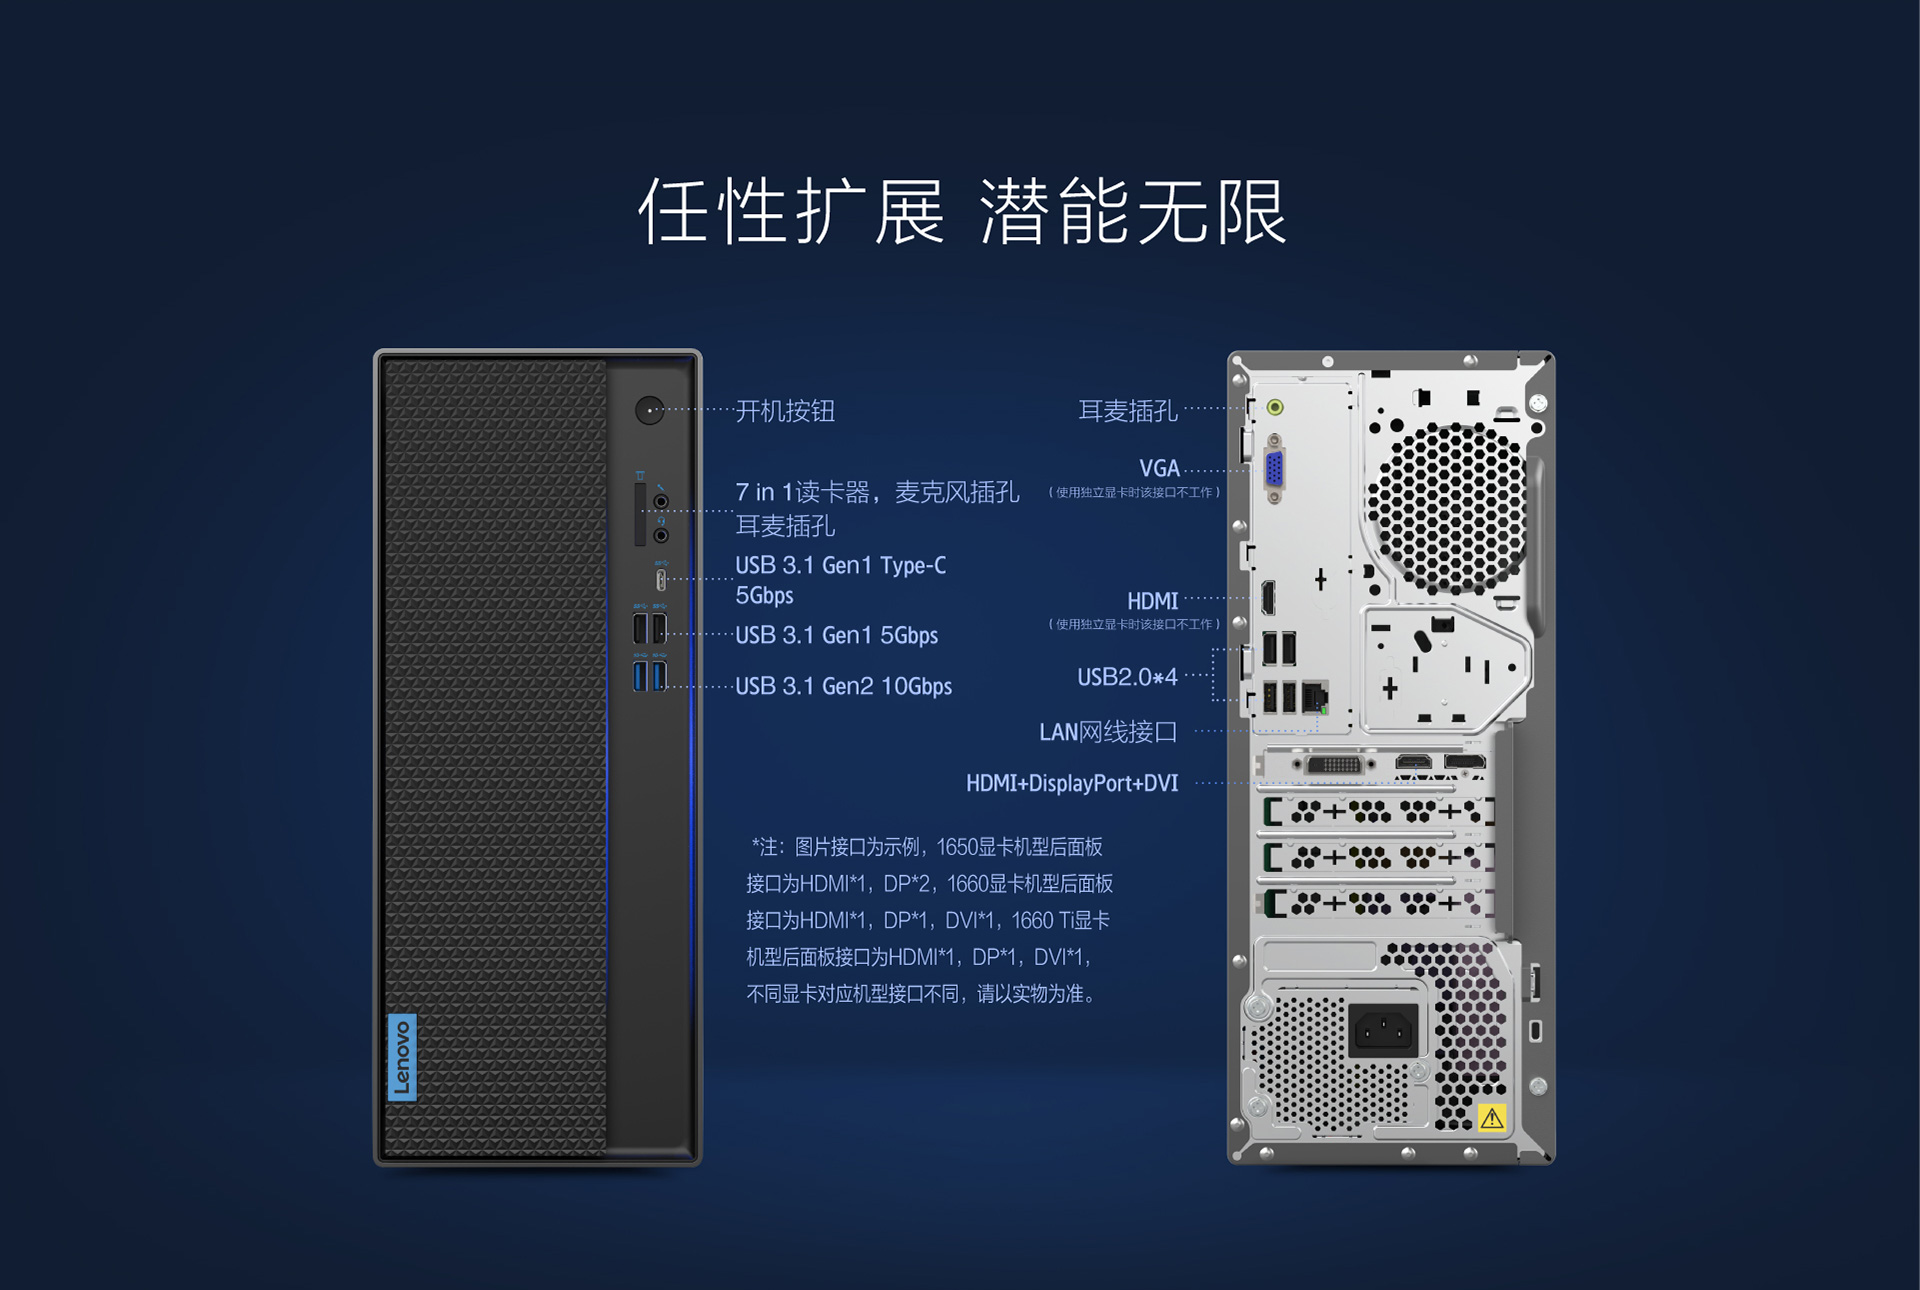 任性扩展 潜能无限
开机按钮
7 in 1读卡器，麦克风插孔
耳麦插孔
USB 3.1 Gen1 Type-C
5Gbps
USB 3.1 Gen1 5Gbps
USB 3.1 Gen2 10Gbps
耳麦插孔
VGA
（使用独立显卡时该接口不工作）
HDMI
（使用独立显卡时该接口不工作）
USB2.0*4
LAN网线接口
HDMI+DisplayPort+DVI
*注：图片接口为示例，1650显卡机型后面板
接口为HDMI*1，DP*2，1660显卡机型后面板
接口为HDMI*1，DP*1，DVI*1，1660 Ti显卡
机型后面板接口为HDMI*1，DP*1，DVI*1，
不同显卡对应机型接口不同，请以实物为准。
Lenovo